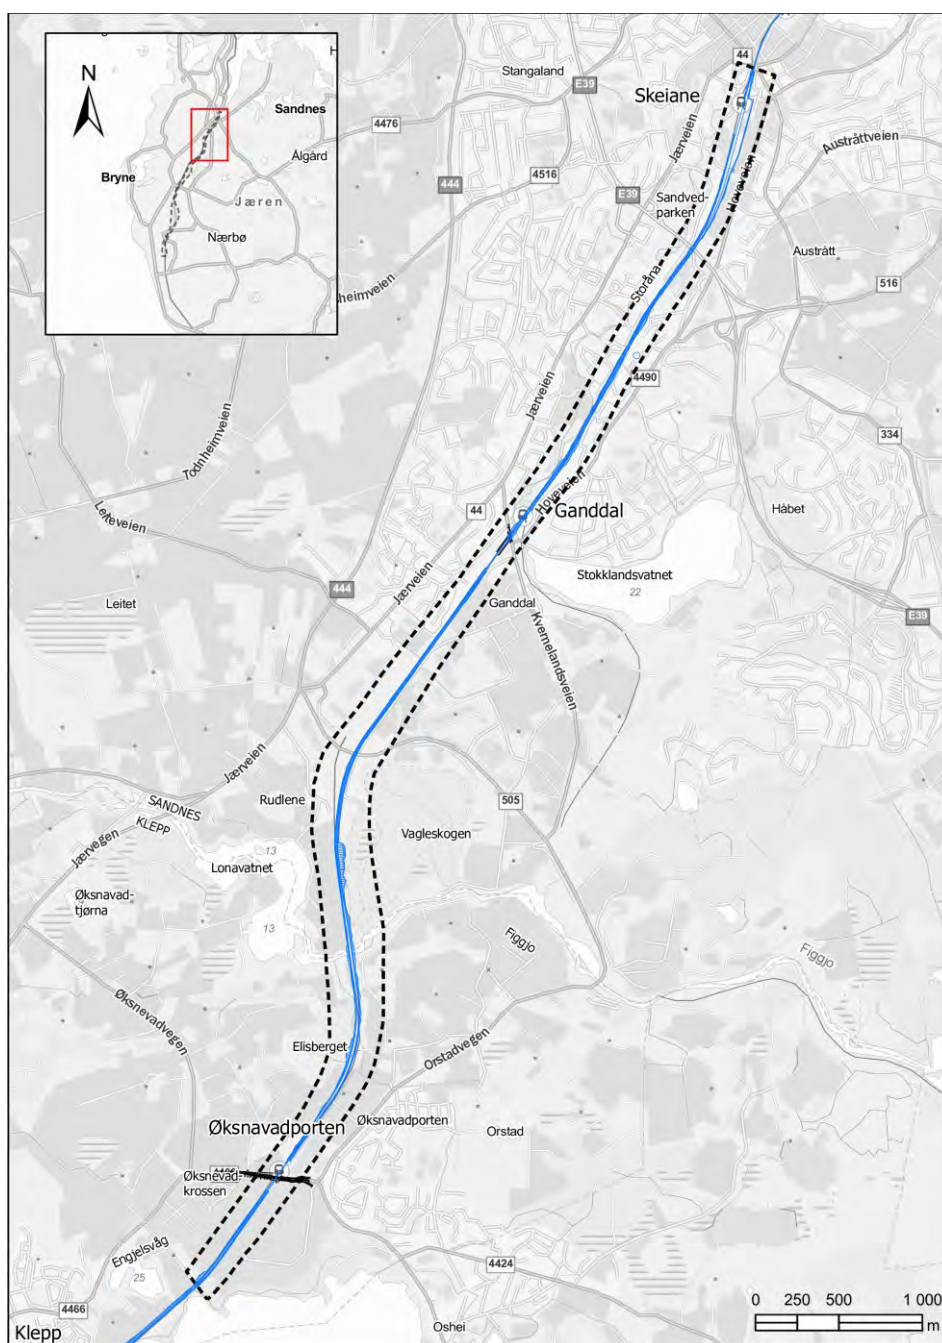 44
Stangaland
E39
Skeiane
N
Sandnes
4476
Jærveien
Austråttveien
Ålgård
4516
Bryne
444
E39
Sandved-
parken
Hoveveien
Jæren
Nærbø
Austrått
516
heimveien
Storåna
4490
Jærveien
334
Todnheimveien
44
Hoveveien
Ganddal
Håbet
Leiteveien
Stokklandsvatnet
22
444
Jærveien
Leitet
Ganddal
E39
Kvernelandsveien
Jærveien
Rudlene
505
SANDNES
KLEPP
Jærvegen
13
Vagleskogen
Lonavatnet
Øksnavad-
tjørna
13
Figgjo
Figgjo
Øksnevadvegen
Elisberget
Orstadvegen
Øksnavadporten
Øksnavadporten
Orstad
Øksnevad-
krossen
Engjelsvåg
25
4424
4466
0 250 500 1 000
m
Klepp
Oshei